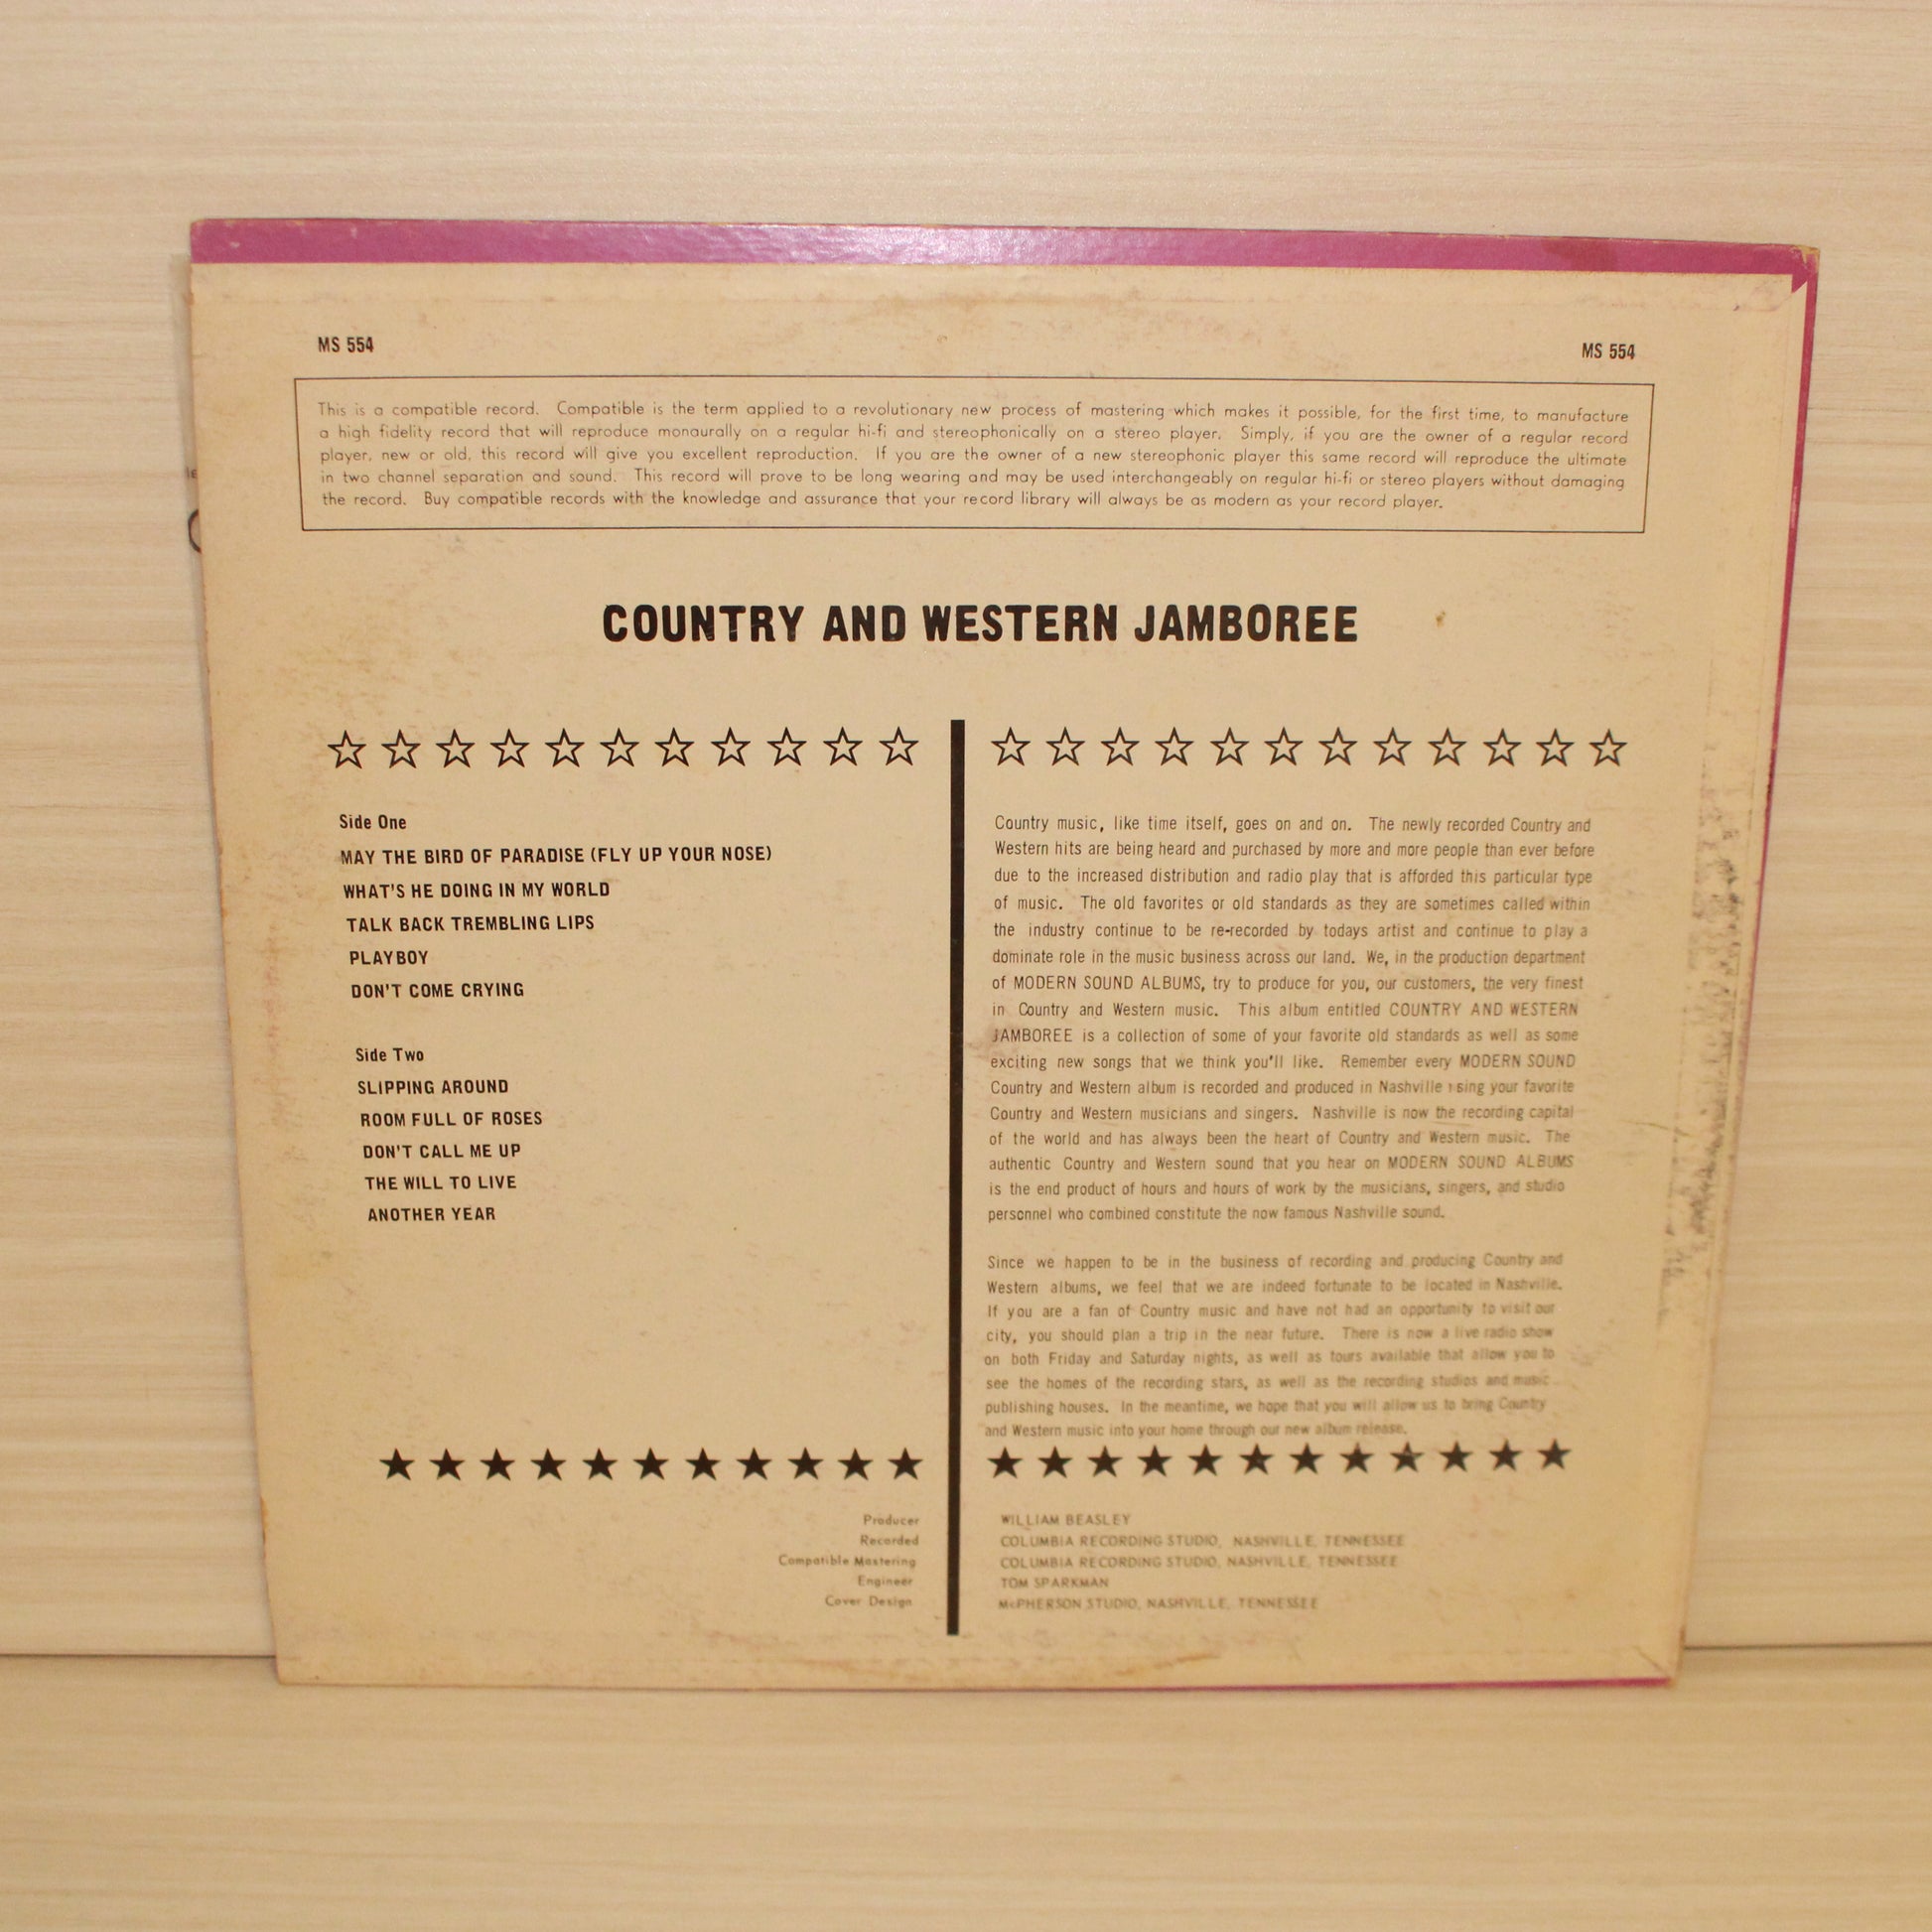 MS 554
MS 554
This is a compatible record. Compatible is the term applied to a revolutionary new process of mastering which makes it possible, for the first time, to manufacture
a high fidelity record that will reproduce monaurally on a regular hi-fi and stereophonically on a stereo player. Simply, if you are the owner of a regular record
player, new or old, this record will give you excellent reproduction. If you are the owner of a new stereophonic player this same record will reproduce the ultimate
in two channel separation and sound. This record will prove to be long wearing and may be used interchangeably on regular hi-fi or stereo players without damaging
the record. Buy compatible records with the knowledge and assurance that your record library will always be as modern as your record player.
COUNTRY AND WESTERN JAMBOREE
Side One
MAY THE BIRD OF PARADISE (FLY UP YOUR NOSE)
WHAT'S HE DOING IN MY WORLD
TALK BACK TREMBLING LIPS
PLAYBOY
DON'T COME CRYING
Side Two
SLIPPING AROUND
ROOM FULL OF ROSES
DON'T CALL ME UP
THE WILL TO LIVE
ANOTHER YEAR
Country music, like time itself, goes on and on. The newly recorded Country and
Western hits are being heard and purchased by more and more people than ever before
due to the increased distribution and radio play that is afforded this particular type
of music. The old favorites or old standards as they are sometimes called within
the industry continue to be re-recorded by todays artist and continue to play a
dominate role in the music business across our land. We, in the production department
of MODERN SOUND ALBUMS, try to produce for you, our customers, the very finest
in Country and Western music. This album entitled COUNTRY AND WESTERN
JAMBOREE is a collection of some of your favorite old standards as well as some
exciting new songs that we think you'll like. Remember every MODERN SOUND
Country and Western album is recorded and produced in Nashville using your favorite
Country and Western musicians and singers. Nashville is now the recording capital
of the world and has always been the heart of Country and Western music. The
authentic Country and Western sound that you hear on MODERN SOUND ALBUMS
is the end product of hours and hours of work by the musicians, singers, and studio
personnel who combined constitute the now famous Nashville sound.
Since we happen to be in the business of recording and producing Country and
Western albums, we feel that we are indeed fortunate to be located in Nashville.
If you are a fan of Country music and have not had an opportunity to visit our
city, you should plan a trip in the near future. There is now a live radio show
on both Friday and Saturday nights, as well as tours available that allow you to
see the homes of the recording stars, as well as the recording studios and music
publishing houses. In the meantime, we hope that you will allow us to bring Country
and Western music into your home through our new album release.
Producer WILLIAM BEASLEY
Recorded COLUMBIA RECORDING STUDIO, NASHVILLE, TENNESSEE
Compatible Mastering COLUMBIA RECORDING STUDIO, NASHVILLE, TENNESSEE
Engineer TOM SPARKMAN
Cover Design McPHERSON STUDIO, NASHVILLE, TENNESSEE